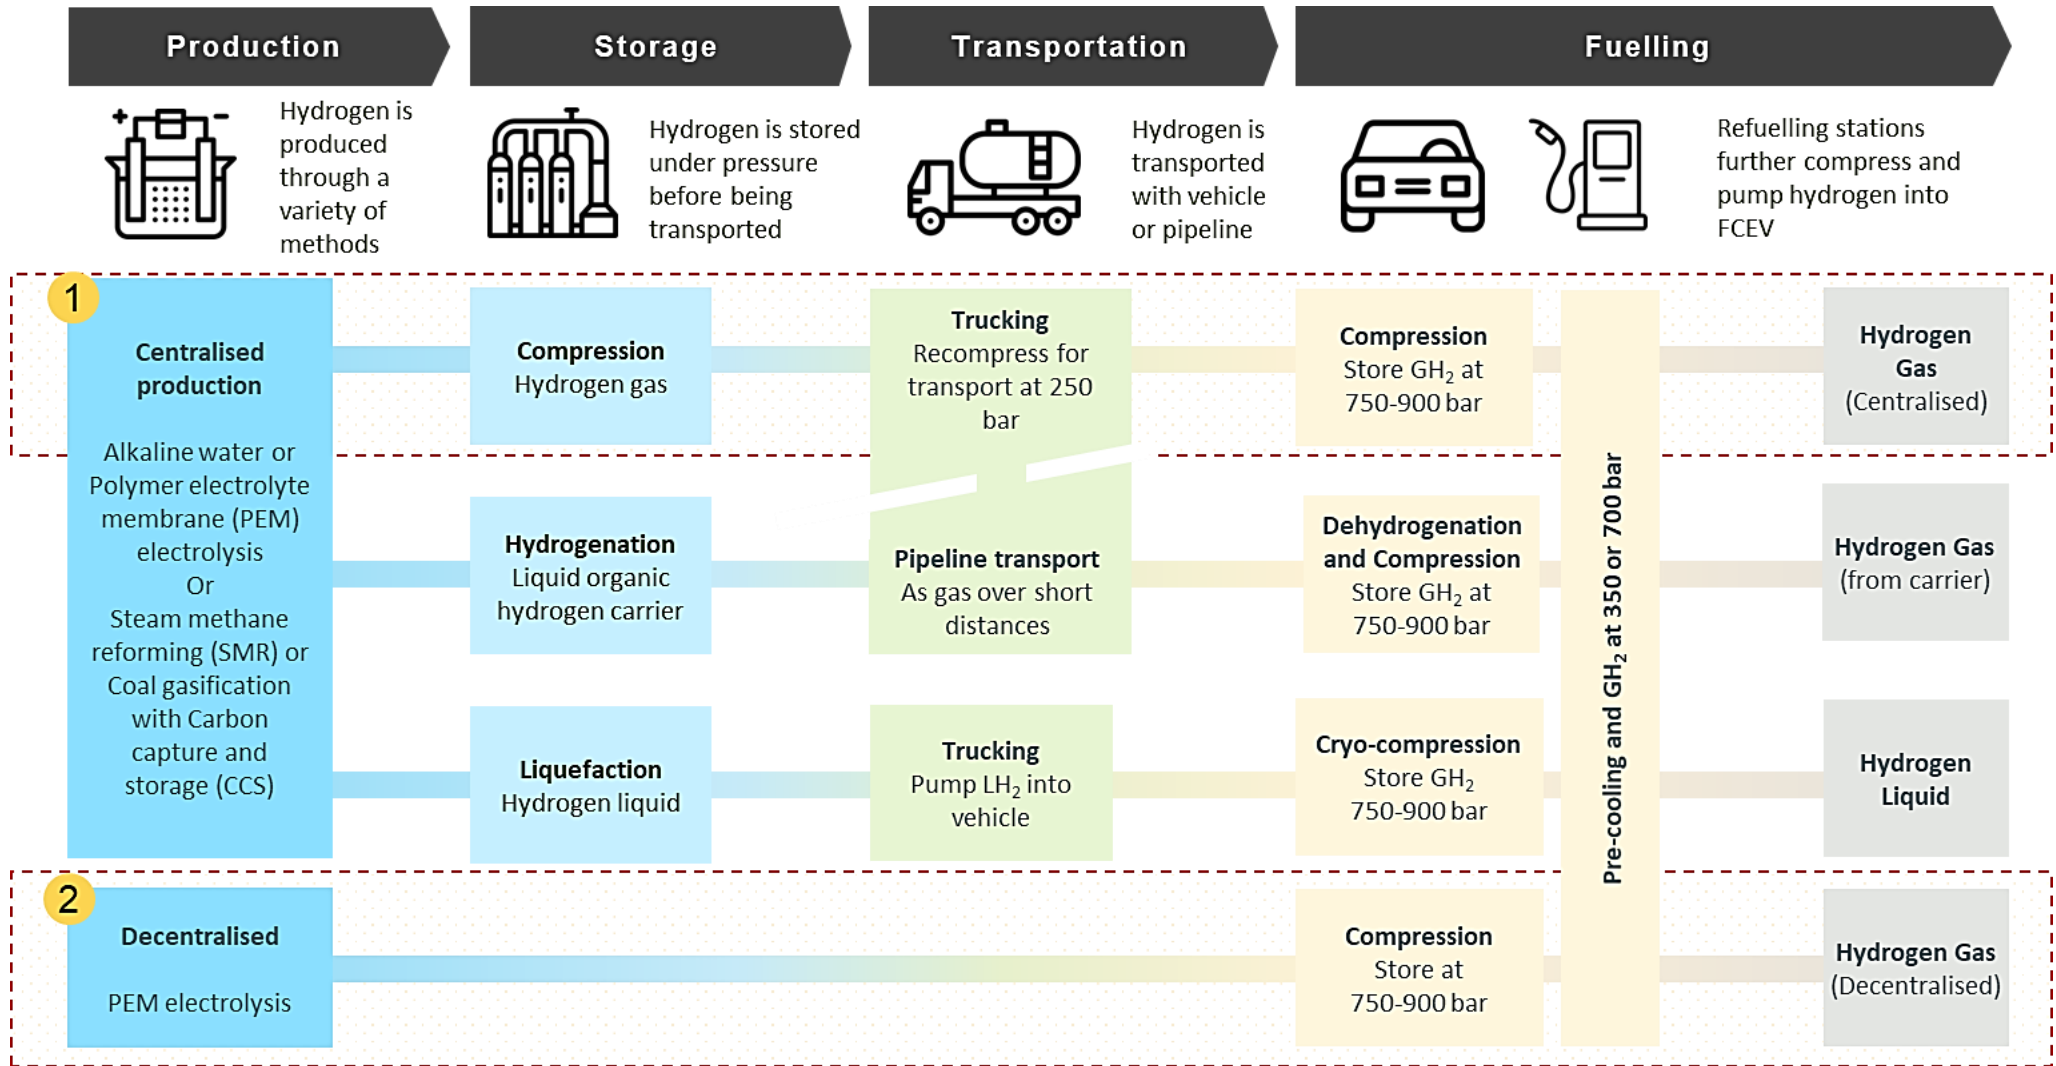 Production
Storage
Transportation
Fuelling
+ −
Hydrogen is
produced
through a
variety of
methods
Hydrogen is stored
under pressure
before being
transported
Hydrogen is
transported
with vehicle
or pipeline
Refuelling stations
further compress and
pump hydrogen into
FCEV
1
Centralised
production
Alkaline water or
Polymer electrolyte
membrane (PEM)
electrolysis
Or
Steam methane
reforming (SMR) or
Coal gasification
with Carbon
capture and
storage (CCS)
Compression
Hydrogen gas
Trucking
Recompress for
transport at 250
bar
Compression
Store GH₂ at
750-900 bar
Hydrogen
Gas
(Centralised)
Hydrogenation
Liquid organic
hydrogen carrier
Pipeline transport
As gas over short
distances
Dehydrogenation
and Compression
Store GH₂ at
750-900 bar
Hydrogen Gas
(from carrier)
Liquefaction
Hydrogen liquid
Trucking
Pump LH₂ into
vehicle
Cryo-compression
Store GH₂
750-900 bar
Hydrogen
Liquid
Pre-cooling and GH₂ at 350 or 700 bar
2
Decentralised
PEM electrolysis
Compression
Store at
750-900 bar
Hydrogen Gas
(Decentralised)